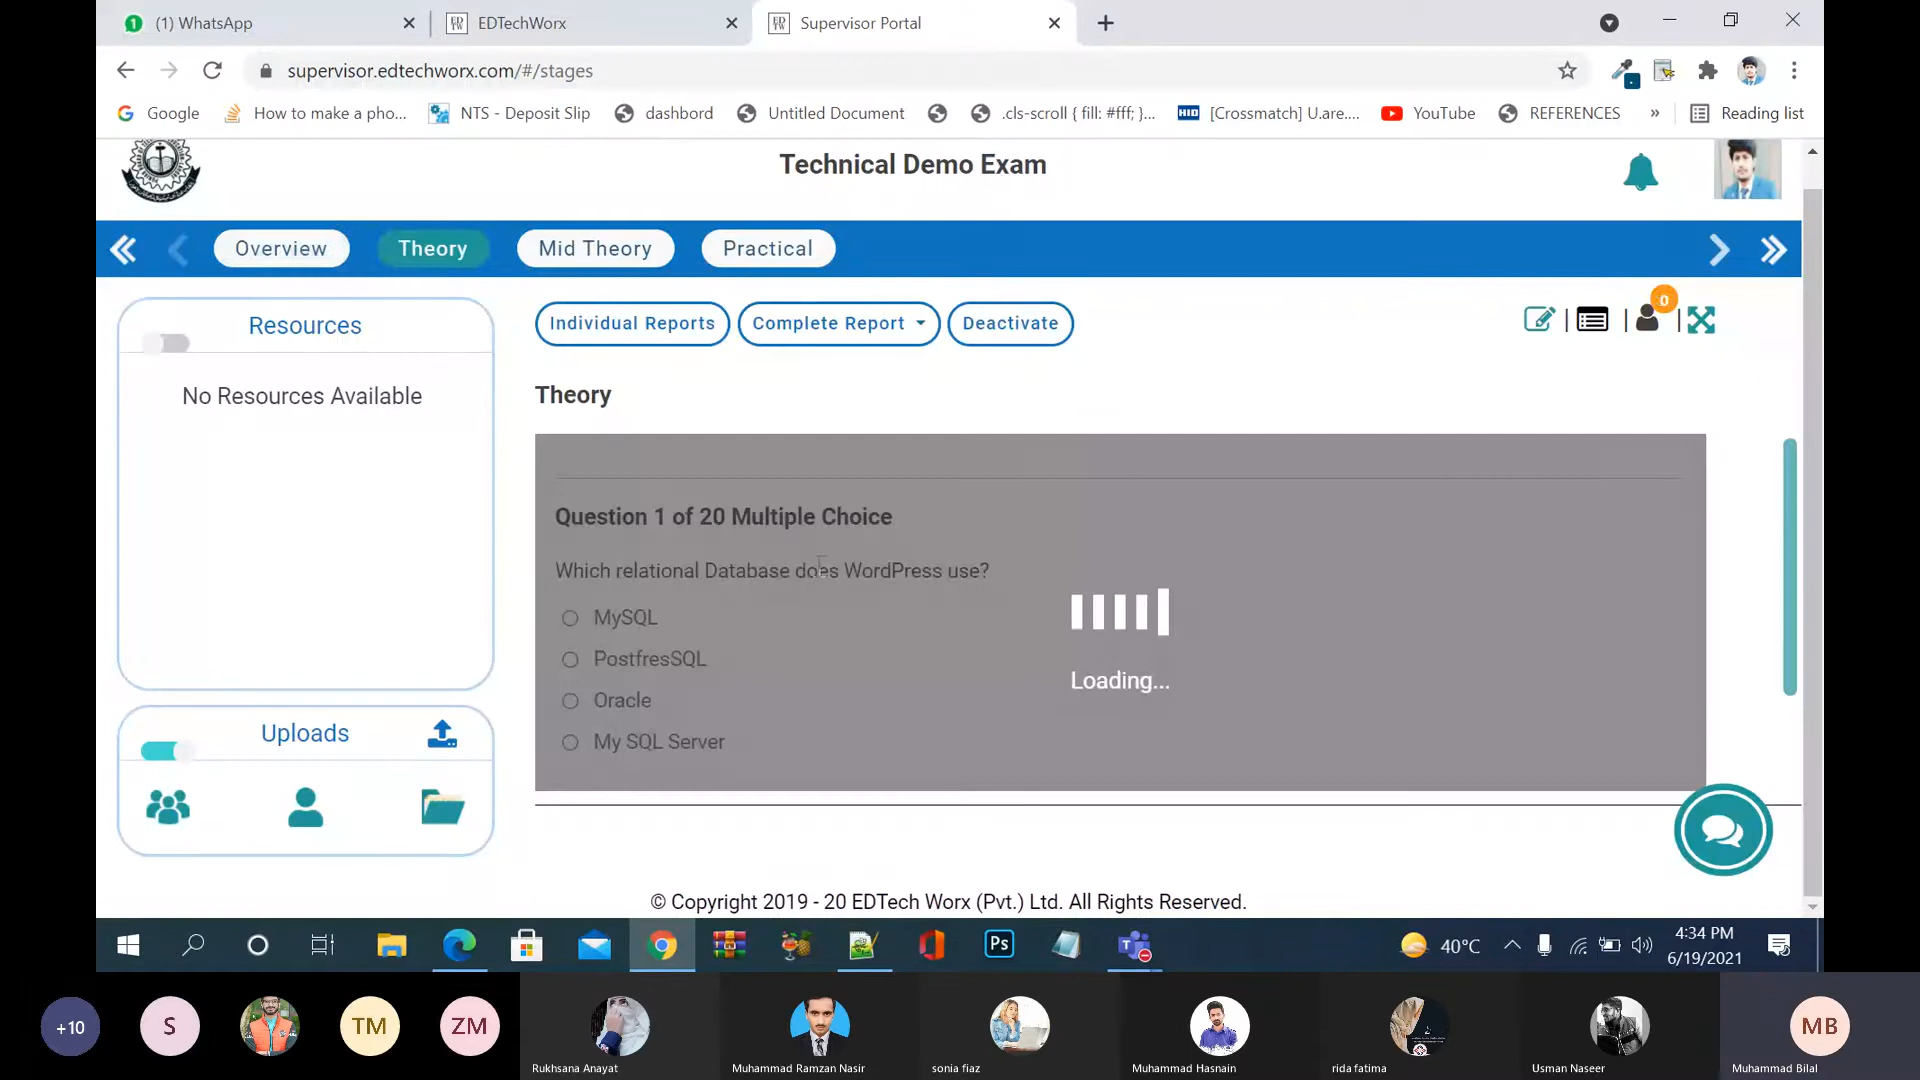 (1) WhatsApp
EDTechWorx
Supervisor Portal
supervisor.edtechworx.com/#/stages
Google
How to make a pho...
NTS - Deposit Slip
dashbord
Untitled Document
.cls-scroll { fill: #fff; }...
HID
[Crossmatch] U.are....
YouTube
REFERENCES
»
Reading list
Technical Demo Exam
Overview
Theory
Mid Theory
Practical
Resources
No Resources Available
Uploads
Individual Reports
Complete Report
Deactivate
0
Theory
Question 1 of 20 Multiple Choice
Which relational Database does WordPress use?
MySQL
PostfresSQL
Oracle
My SQL Server
Loading...
© Copyright 2019 - 20 EDTech Worx (Pvt.) Ltd. All Rights Reserved.
Ps
40°C
4:34 PM
6/19/2021
+10
S
TM
ZM
Rukhsana Anayat
Muhammad Ramzan Nasir
sonia fiaz
Muhammad Hasnain
rida fatima
Usman Naseer
MB
Muhammad Bilal